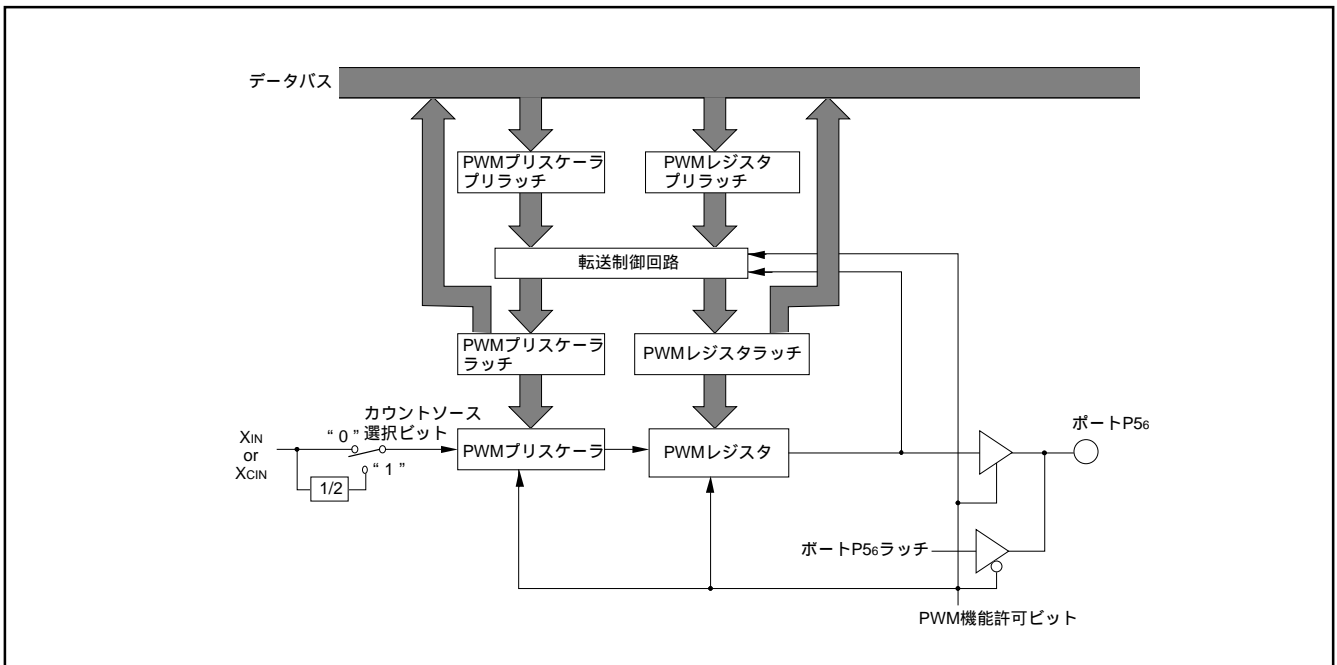 データバス
PWMプリスケーラ
プリラッチ
PWMレジスタ
プリラッチ
転送制御回路
PWMプリスケーラ
ラッチ
PWMレジスタラッチ
カウントソース
選択ビット
XIN
or
XCIN
“ 0 ”
“ 1 ”
1/2
PWMプリスケーラ
PWMレジスタ
ポートP56
ポートP56ラッチ
PWM機能許可ビット